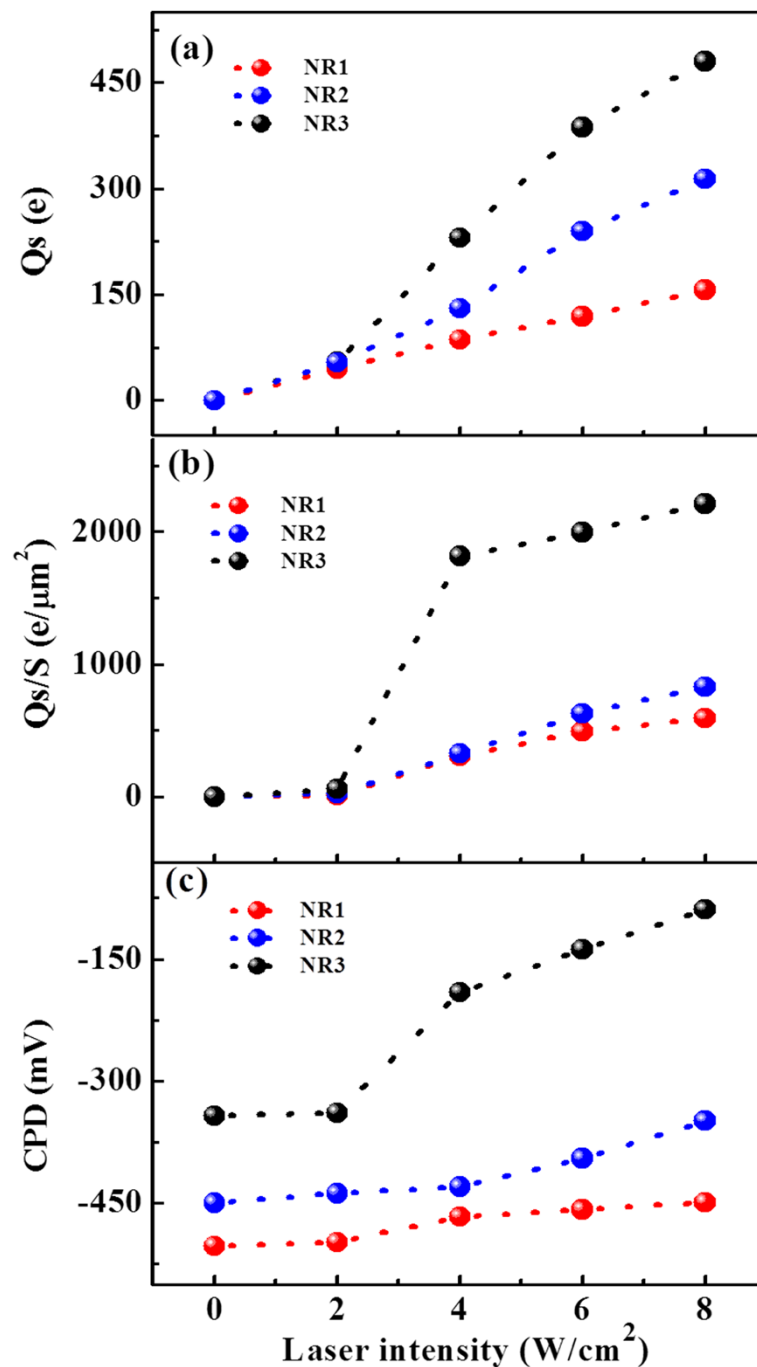 (a)
NR1
NR2
NR3
450
300
150
0
Qs (e)
(b)
NR1
NR2
NR3
2000
1000
0
Qs/S (e/μm²)
(c)
NR1
NR2
NR3
-150
-300
-450
CPD (mV)
0 2 4 6 8
Laser intensity (W/cm²)